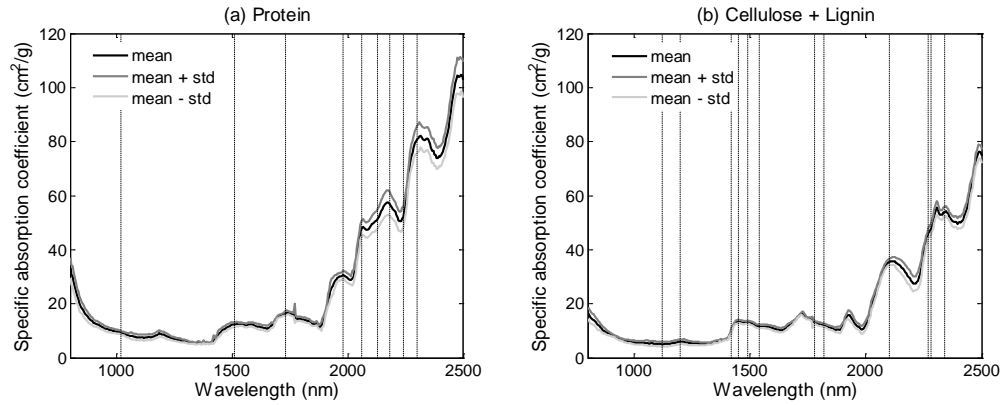 (a) Protein
Specific absorption coefficient (cm²/g)
120
100
80
60
40
20
0
mean
mean + std
mean - std
1000
1500
2000
2500
Wavelength (nm)
(b) Cellulose + Lignin
Specific absorption coefficient (cm²/g)
120
100
80
60
40
20
0
mean
mean + std
mean - std
1000
1500
2000
2500
Wavelength (nm)